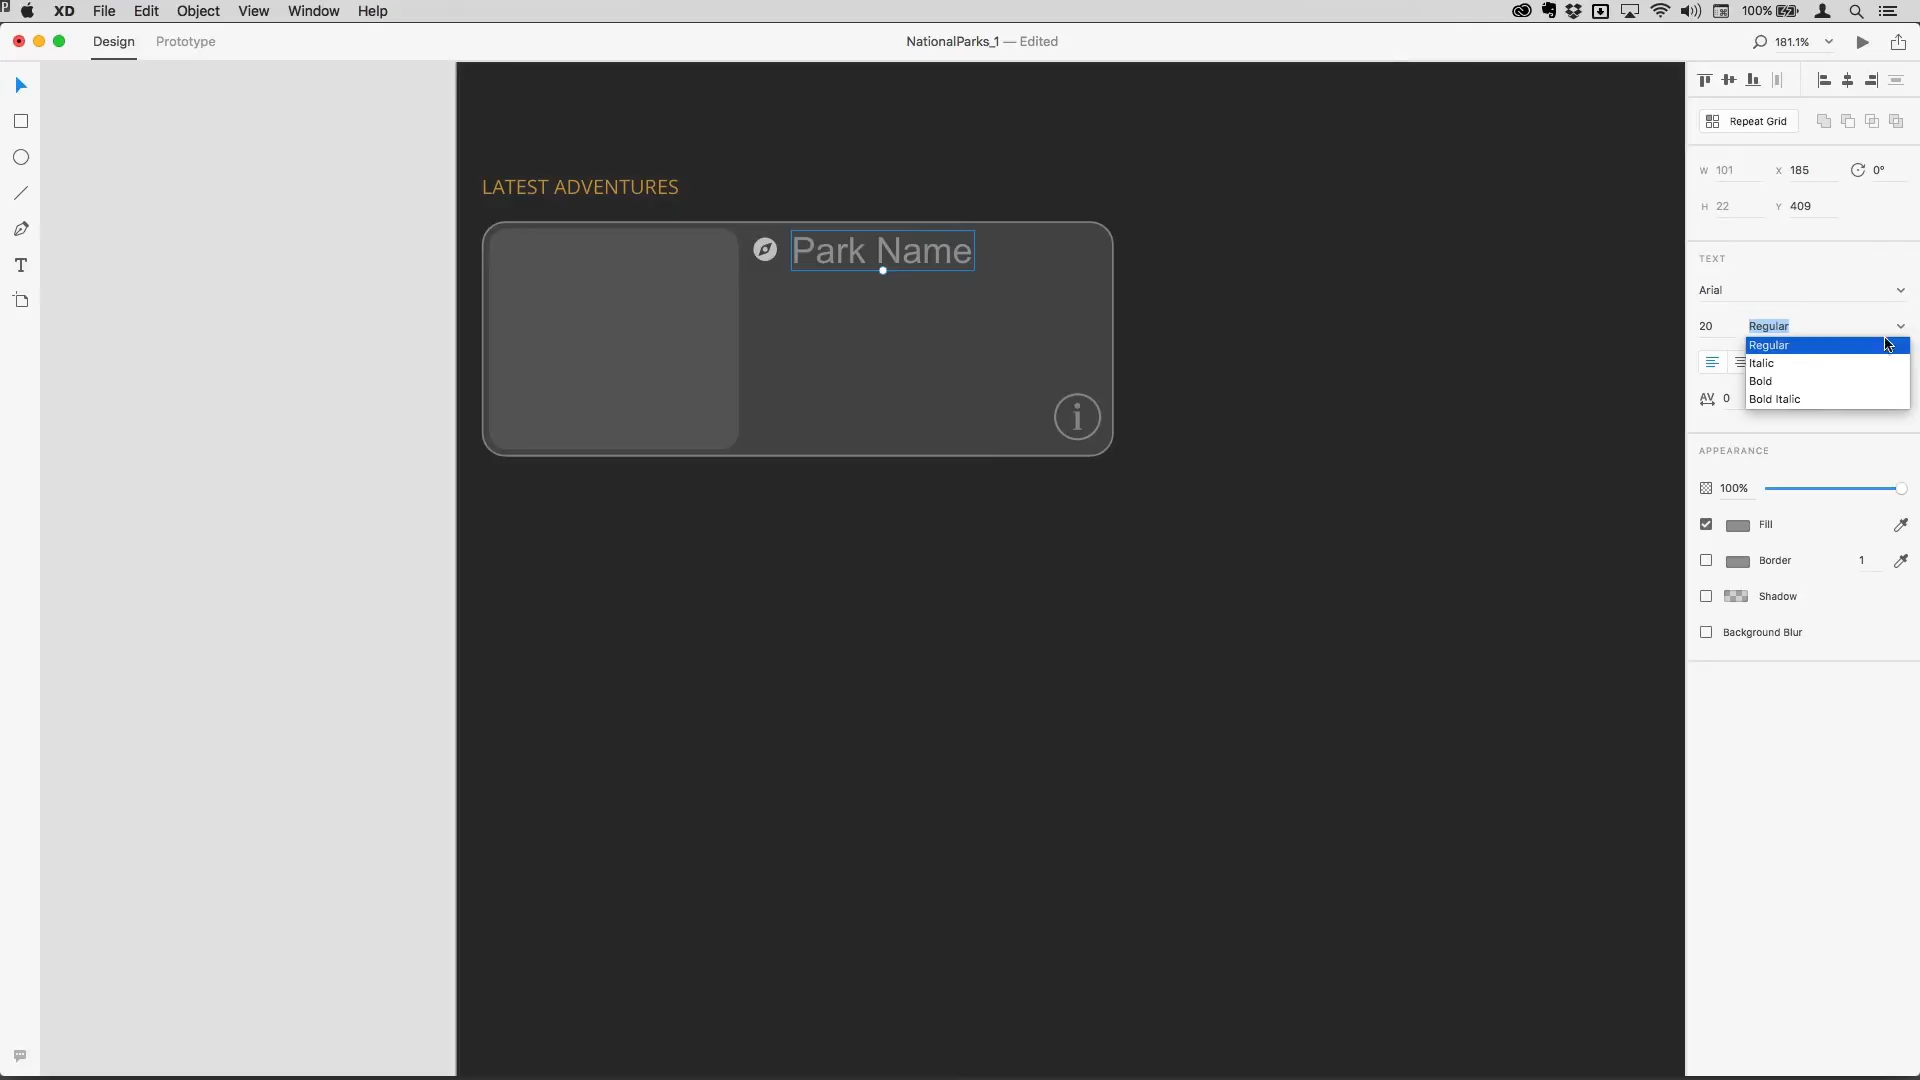 XD File Edit Object View Window Help 100%
Design Prototype NationalParks_1 — Edited 181.1%
Repeat Grid
W 101 X 185 0°
H 22 Y 409
LATEST ADVENTURES
Park Name
i
TEXT
Arial
20 Regular
Regular
Italic
Bold
Bold Italic
AV 0
APPEARANCE
100%
Fill
Border 1
Shadow
Background Blur